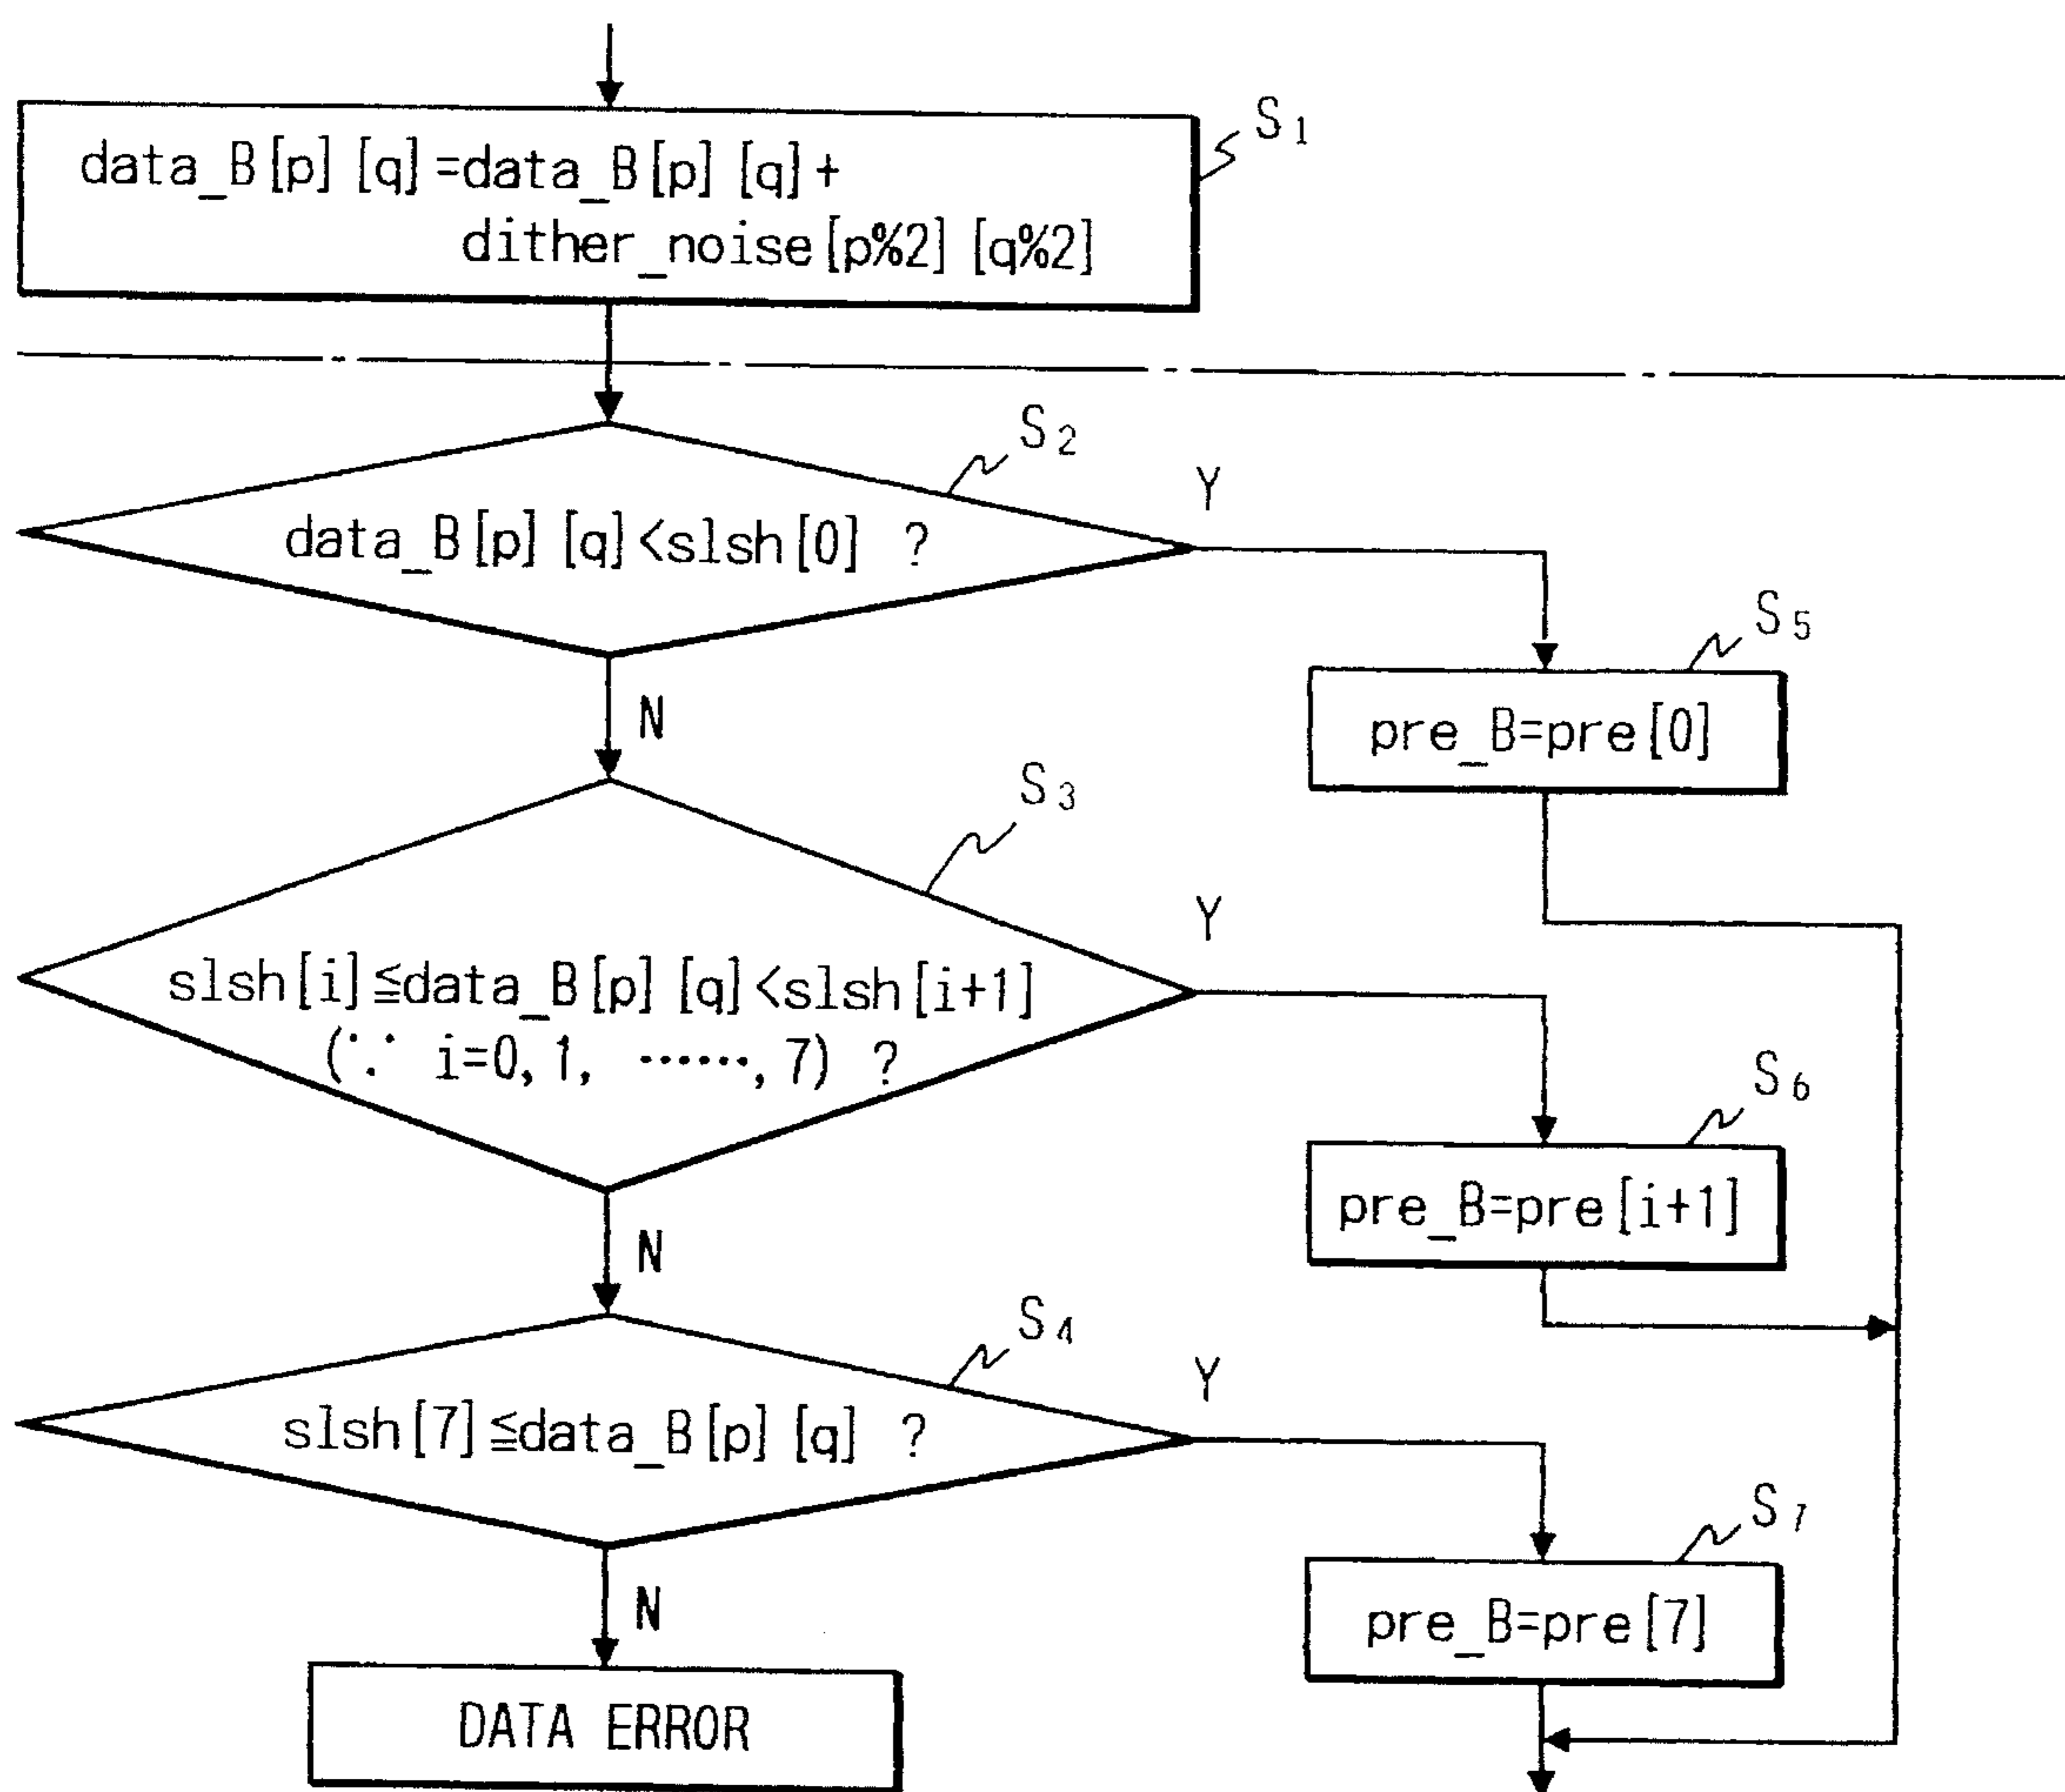 data_B[p] [q]=data_B[p] [q]+
dither_noise[p%2] [q%2]
S1
S2
data_B[p] [q]<slsh[0] ?
Y
N
S5
pre_B=pre[0]
S3
slsh[i]≦data_B[p] [q]<slsh[i+1]
(∵ i=0, 1, ······, 7) ?
Y
N
S6
pre_B=pre[i+1]
S4
slsh[7]≦data_B[p] [q] ?
Y
N
S7
pre_B=pre[7]
DATA ERROR